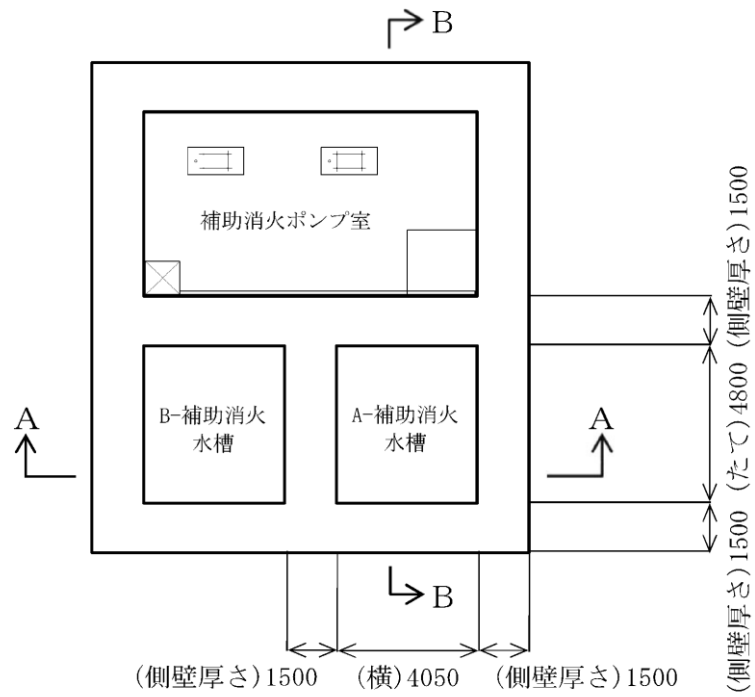 B
補助消火ポンプ室
B-補助消火
水槽
A-補助消火
水槽
A
A
B
(側壁厚さ)1500
(たて)4800
(側壁厚さ)1500
(側壁厚さ)1500
(横)4050
(側壁厚さ)1500